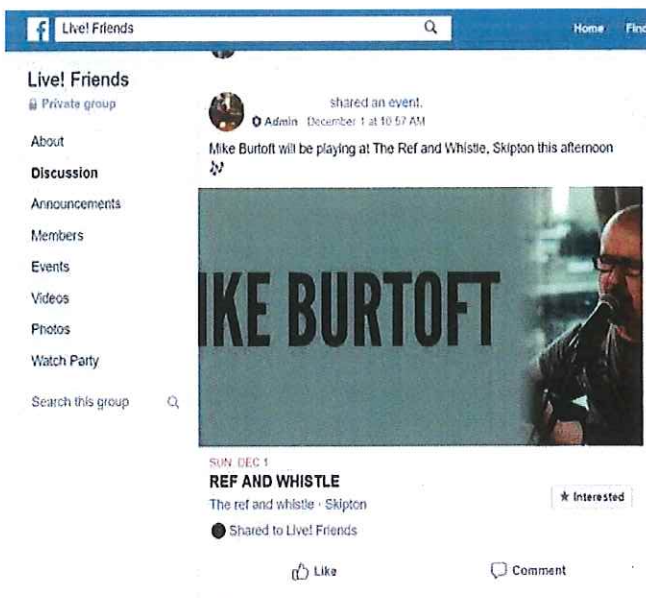 f Live! Friends
Home Find
Live! Friends
Private group
About
Discussion
Announcements
Members
Events
Videos
Photos
Watch Party
Search this group
shared an event.
Admin December 1 at 10:57 AM
Mike Burtoft will be playing at The Ref and Whistle, Skipton this afternoon
IKE BURTOFT
SUN, DEC 1
REF AND WHISTLE
The ref and whistle · Skipton
★ Interested
Shared to Live! Friends
Like Comment